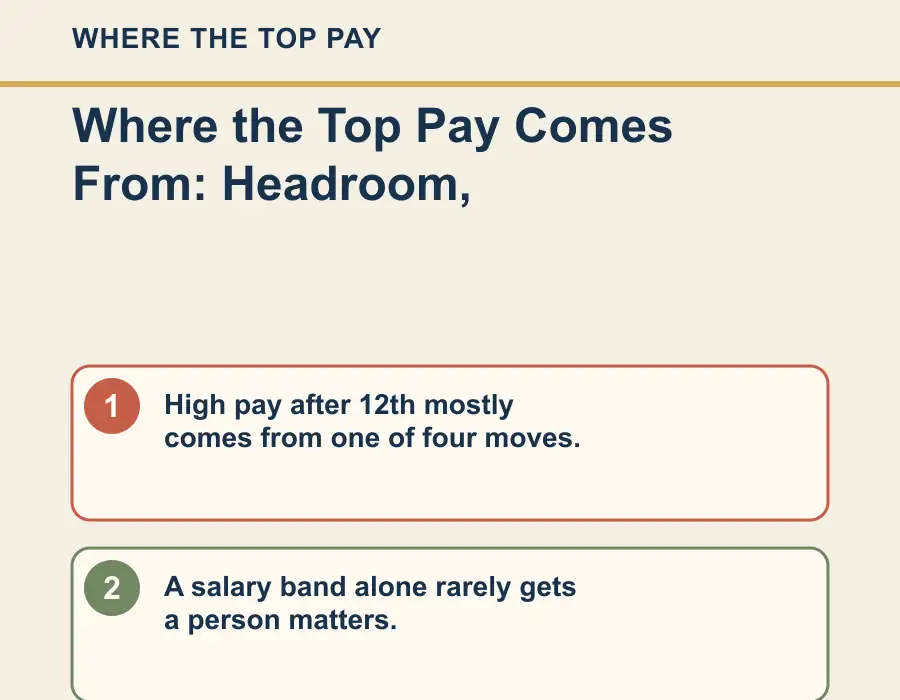 WHERE THE TOP PAY
Where the Top Pay Comes
From: Headroom,
1
High pay after 12th mostly
comes from one of four moves.
2
A salary band alone rarely gets
a person matters.